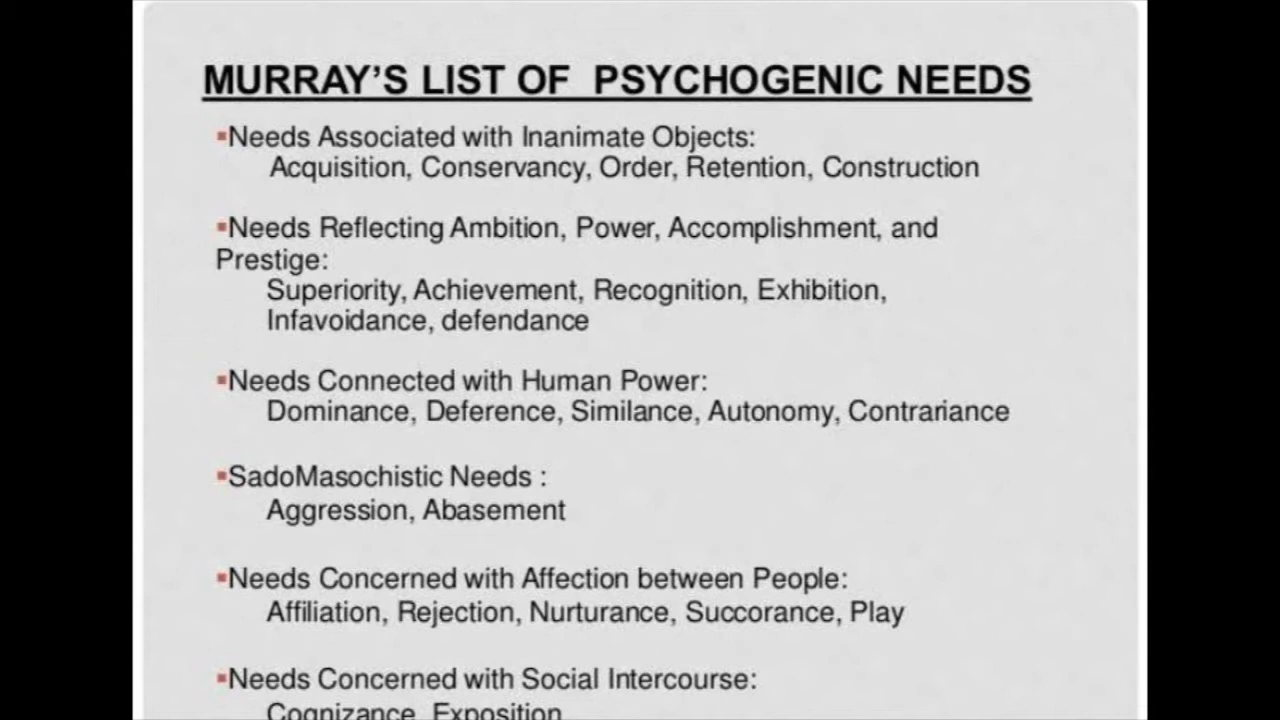 MURRAY'S LIST OF PSYCHOGENIC NEEDS
▪Needs Associated with Inanimate Objects:
Acquisition, Conservancy, Order, Retention, Construction
▪Needs Reflecting Ambition, Power, Accomplishment, and
Prestige:
Superiority, Achievement, Recognition, Exhibition,
Infavoidance, defendance
▪Needs Connected with Human Power:
Dominance, Deference, Similance, Autonomy, Contrariance
▪SadoMasochistic Needs :
Aggression, Abasement
▪Needs Concerned with Affection between People:
Affiliation, Rejection, Nurturance, Succorance, Play
▪Needs Concerned with Social Intercourse:
Cognizance, Exposition